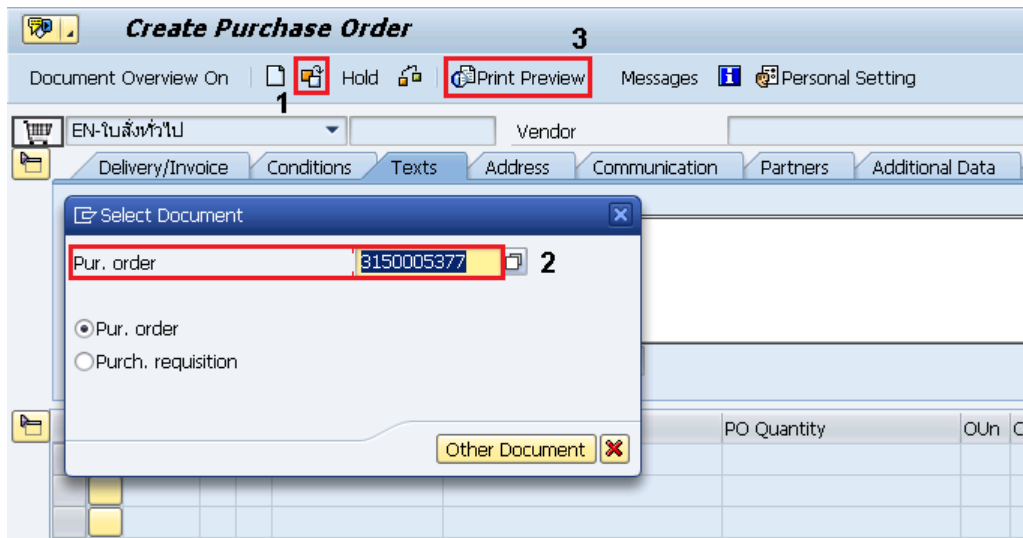 Create Purchase Order
3
Document Overview On Hold Print Preview Messages Personal Setting
1
EN-ใบสั่งทั่วไป Vendor
Delivery/Invoice Conditions Texts Address Communication Partners Additional Data
Select Document
Pur. order 3150005377 2
Pur. order
Purch. requisition
Other Document
PO Quantity OUn C